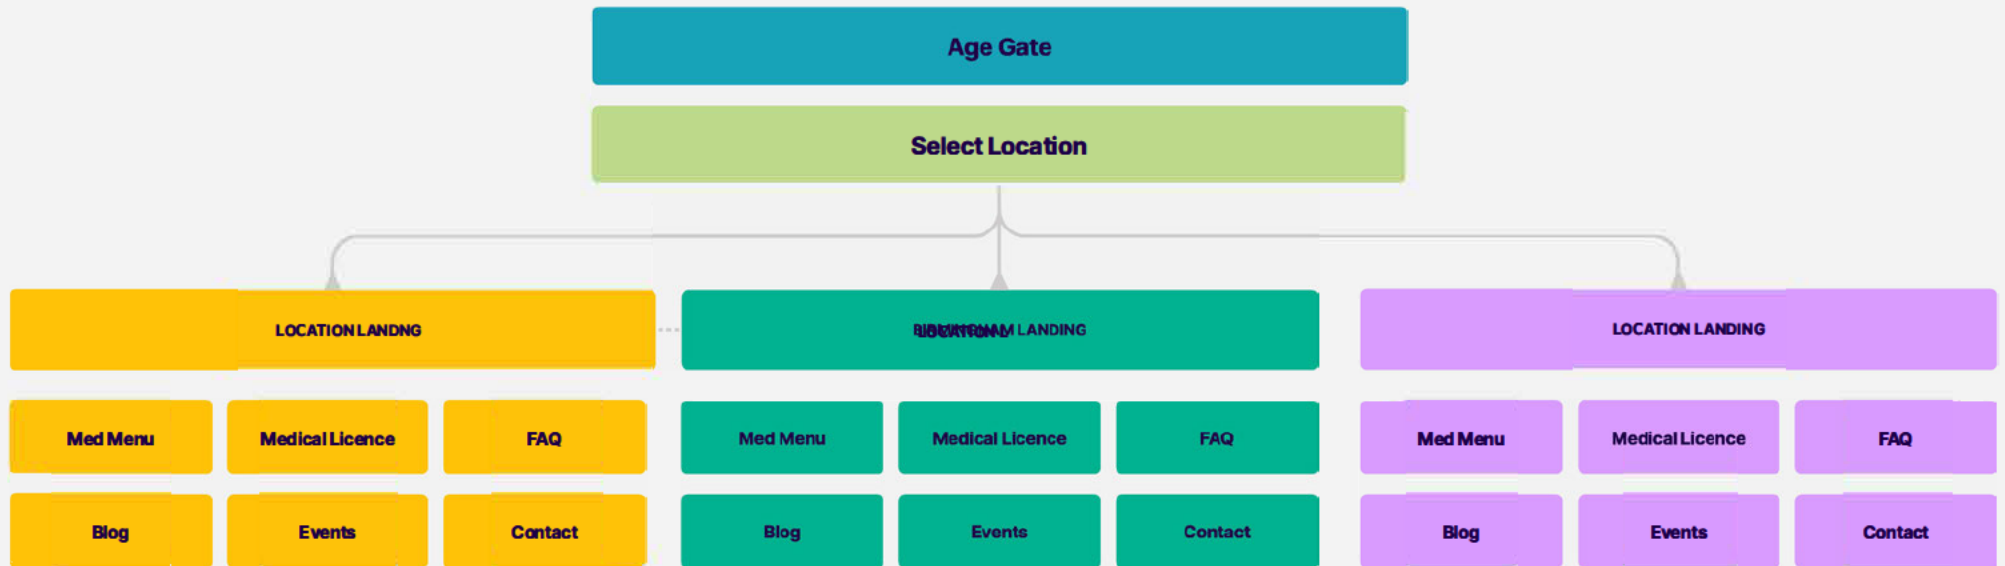 Age Gate
Select Location
LOCATION LANDNG
LANDING
LOCATION LANDING
Med Menu
Medical Licence
FAQ
Med Menu
Medical Licence
FAQ
Med Menu
Medical Licence
FAQ
Blog
Events
Contact
Blog
Events
Contact
Blog
Events
Contact